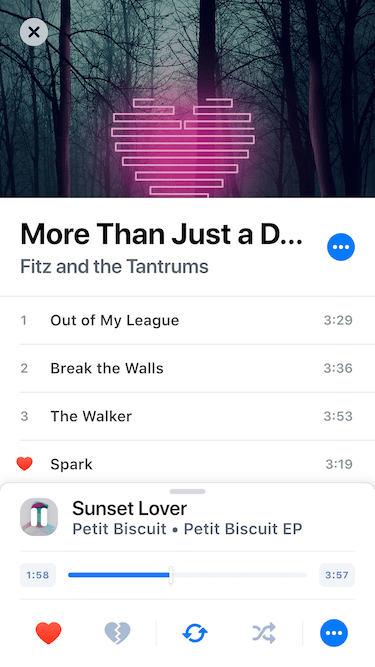 More Than Just a D...
Fitz and the Tantrums
1 Out of My League 3:29
2 Break the Walls 3:36
3 The Walker 3:53
Spark 3:19
Sunset Lover
Petit Biscuit • Petit Biscuit EP
1:58 3:57